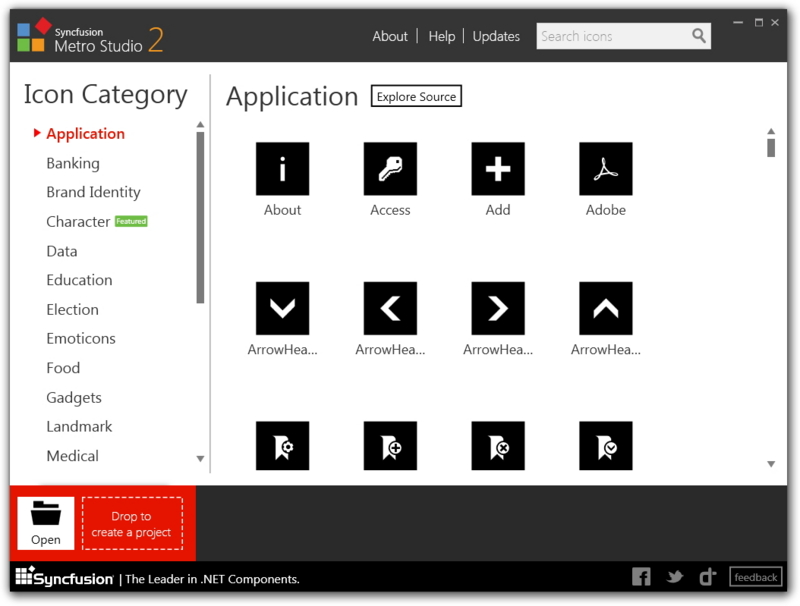 Syncfusion
Metro Studio 2
About
Help
Updates
Search icons
Icon Category
Application
Banking
Brand Identity
Character Featured
Data
Education
Election
Emoticons
Food
Gadgets
Landmark
Medical
Application
Explore Source
About
Access
Add
Adobe
ArrowHea...
ArrowHea...
ArrowHea...
ArrowHea...
Open
Drop to
create a project
Syncfusion | The Leader in .NET Components.
feedback